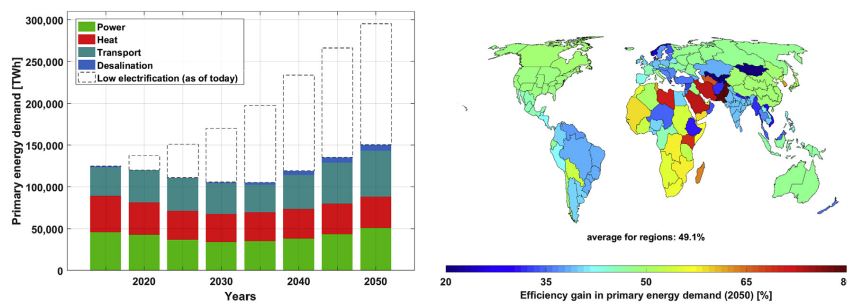 300,000
250,000
200,000
150,000
100,000
50,000
0
Primary energy demand [TWh]
Power
Heat
Transport
Desalination
Low electrification (as of today)
2020
2030
2040
2050
Years
average for regions: 49.1%
20
35
50
65
8
Efficiency gain in primary energy demand (2050) [%]